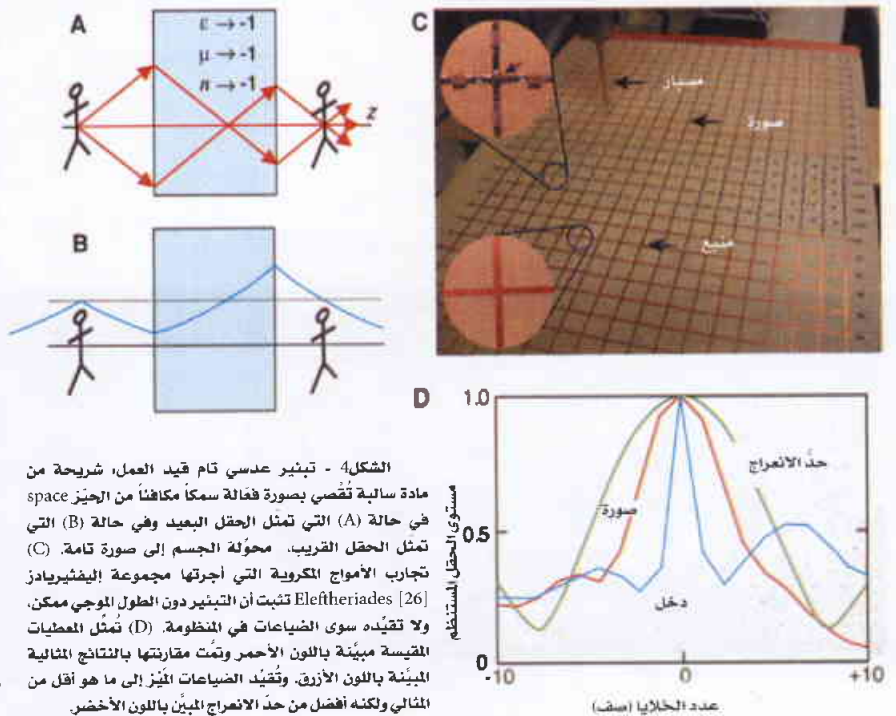 A
ε → -1
μ → -1
n → -1
z
B
C
مسبار
صورة
منبع
D
1.0
0.5
0
-10
0
+10
مستوى الحقل المستنظم
حدّ الانعراج
صورة
دخل
عدد الخلايا (صف)
الشكل4 - تبنير عدسي تام قيد العمل، شريحة من
مادة سالبة تُقصي بصورة فعّالة سمكاً مكافئاً من الحيّز space
في حالة (A) التي تمثل الحقل البعيد وفي حالة (B) التي
تمثل الحقل القريب. محوّلة الجسم إلى صورة تامة. (C)
تجارب الأمواج المكروية التي أجرتها مجموعة إليفثيريادز
Eleftheriades [26] تثبت أن التبئير دون الطول الموجي ممكن،
ولا تقيّده سوى الضياعات في المنظومة. (D) تُمثّل المعطيات
المقيسة مبيّنة باللون الأحمر وتمّت مقارنتها بالنتائج المثالية
المبيّنة باللون الأزرق. وتُقيّد الضياعات المَيْز إلى ما هو أقل من
المثالي ولكنه أفضل من حدّ الانعراج المبيَّن باللون الأخضر.